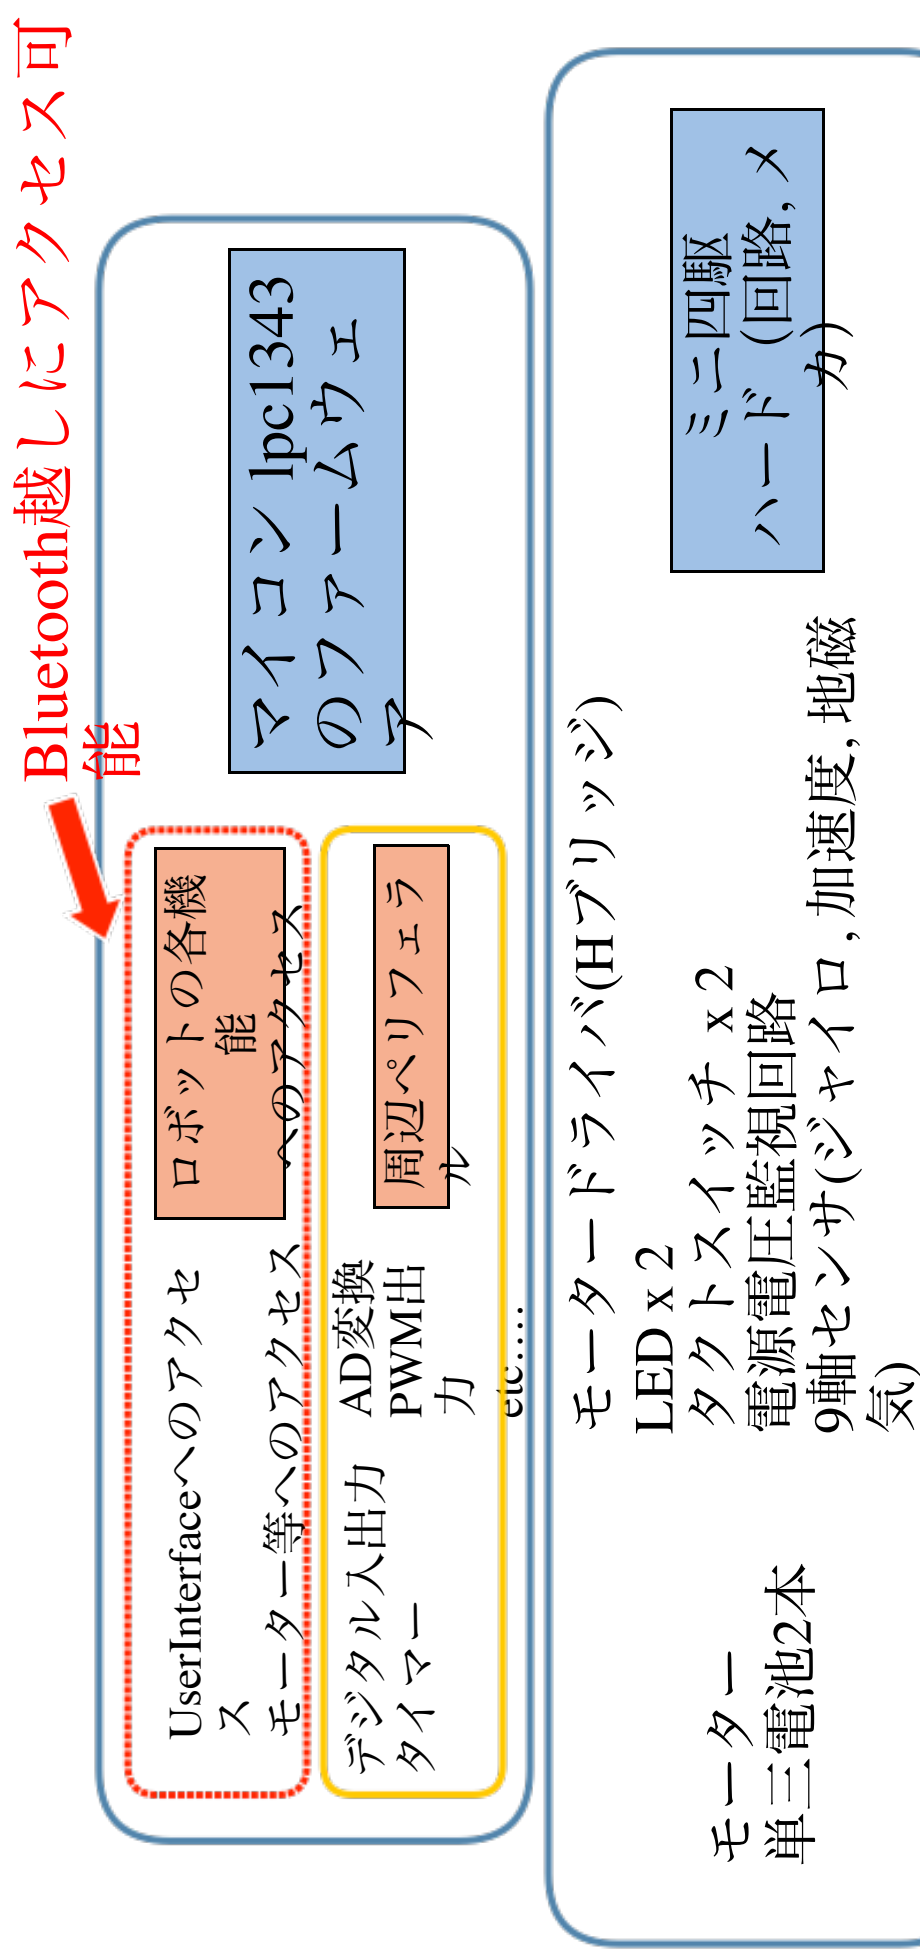 Bluetooth越しにアクセス可
能
マイコン lpc1343
のファームウェ
ア
ロボットの各機
能
へのアクセス
UserInterfaceへのアクセ
ス
モーター等へのアクセス
周辺ペリフェラ
ル
デジタル入出力
タイマー
AD変換
PWM出
力
etc….
ミニ四駆
ハード（回路, メ
カ）
モータードライバ(Hブリッジ)
LED x 2
タクトスイッチ x 2
電源電圧監視回路
9軸センサ(ジャイロ, 加速度, 地磁
気)
モーター
単三電池2本